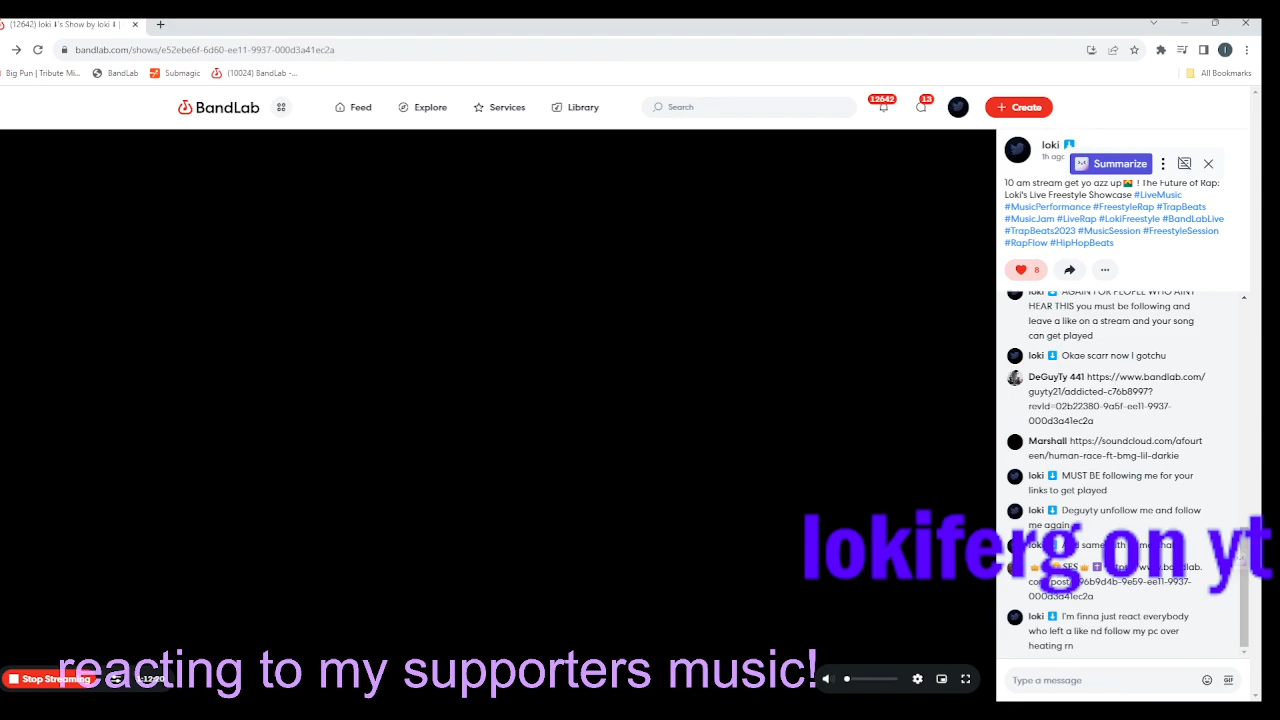 (12642) loki ⬇'s Show by loki ⬇ |
bandlab.com/shows/e52ebe6f-6d60-ee11-9937-000d3a41ec2a
Big Pun | Tribute Mi...
BandLab
Submagic
(10024) BandLab -...
All Bookmarks
BandLab
Feed
Explore
Services
Library
Search
12642
13
Create
loki
1h ago
Summarize
10 am stream get yo azz up ! The Future of Rap:
Loki's Live Freestyle Showcase #LiveMusic
#MusicPerformance #FreestyleRap #TrapBeats
#MusicJam #LiveRap #LokiFreestyle #BandLabLive
#TrapBeats2023 #MusicSession #FreestyleSession
#RapFlow #HipHopBeats
8
loki AGAIN FOR PEOPLE WHO AINT
HEAR THIS you must be following and
leave a like on a stream and your song
can get played
loki Okae scarr now I gotchu
DeGuyTy 441 https://www.bandlab.com/
guyty21/addicted-c76b8997?
revId=02b22380-9a5f-ee11-9937-
000d3a41ec2a
Marshall https://soundcloud.com/afourt
een/human-race-ft-bmg-lil-darkie
loki MUST BE following me for your
links to get played
loki Deguyty unfollow me and follow
me again
lokiferg on yt
SES
000d3a41ec2a
loki I'm finna just react everybody
who left a like nd follow my pc over
heating rn
Stop Streaming
reacting to my supporters music!
Type a message
GIF